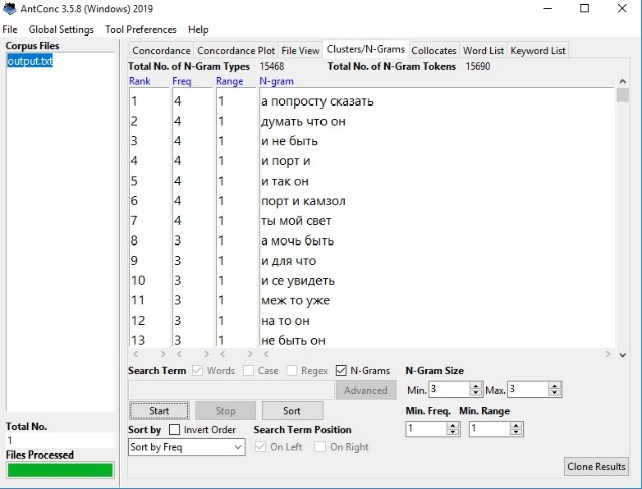 AntConc 3.5.8 (Windows) 2019
File Global Settings Tool Preferences Help
Corpus Files
output.txt
Concordance Concordance Plot File View Clusters/N-Grams Collocates Word List Keyword List
Total No. of N-Gram Types 15468 Total No. of N-Gram Tokens 15690
Rank Freq Range N-gram
1 4 1 а попросту сказать
2 4 1 думать что он
3 4 1 и не быть
4 4 1 и порт и
5 4 1 и так он
6 4 1 порт и камзол
7 4 1 ты мой свет
8 3 1 а мочь быть
9 3 1 и для что
10 3 1 и се увидеть
11 3 1 меж то уже
12 3 1 на то он
13 3 1 не быть он
Search Term Words Case Regex N-Grams N-Gram Size
Advanced Min. 3 Max. 3
Start Stop Sort Min. Freq. Min. Range
Sort by Invert Order Search Term Position 1 1
Sort by Freq On Left On Right
Total No.
1
Files Processed
Clone Results